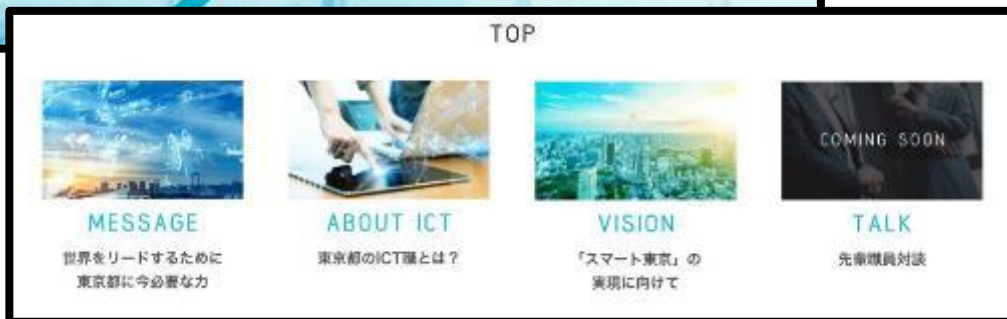 TOP
COMING SOON
MESSAGE
世界をリードするために
東京都に今必要な力
ABOUT ICT
東京都のICT職とは？
VISION
「スマート東京」の
実現に向けて
TALK
先輩職員対談